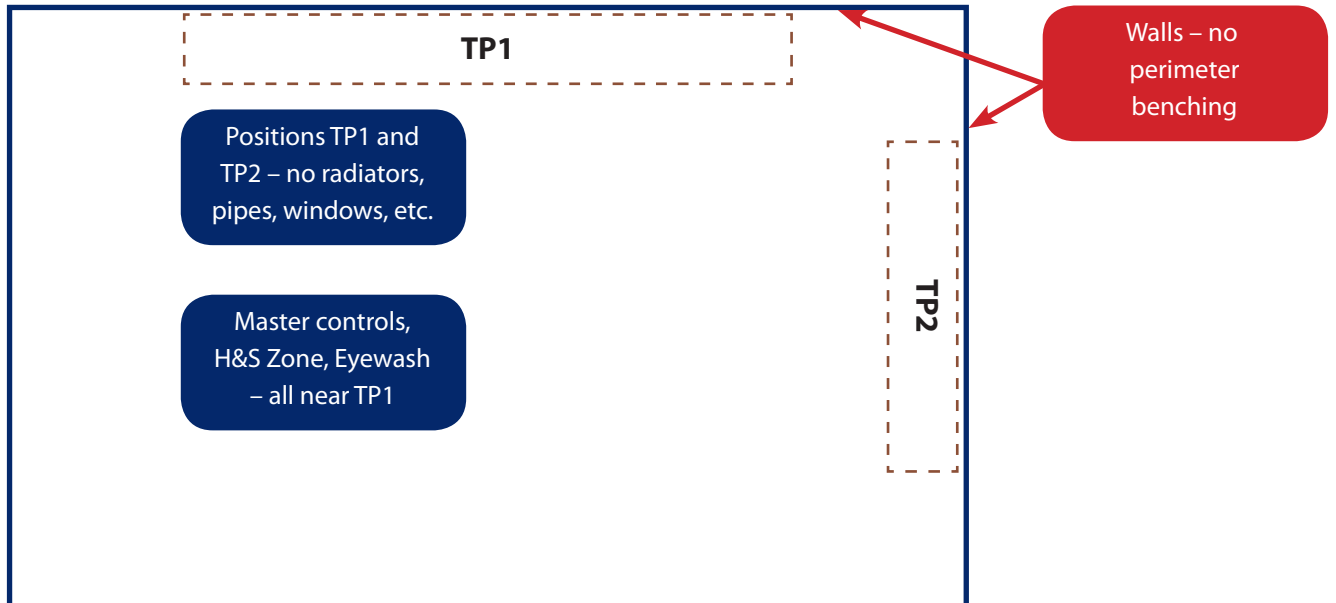 TP1
Walls – no
perimeter
benching
Positions TP1 and
TP2 – no radiators,
pipes, windows, etc.
TP2
Master controls,
H&S Zone, Eyewash
– all near TP1